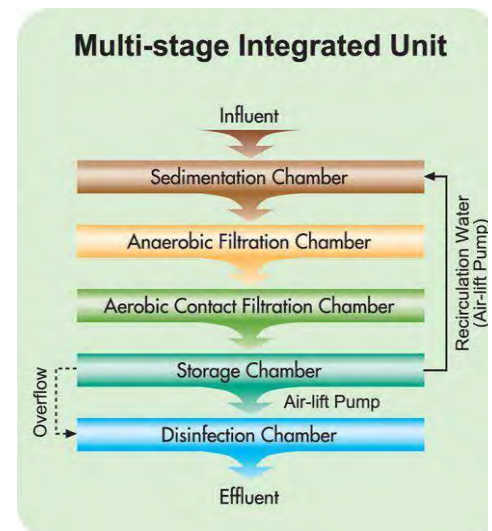 Multi-stage Integrated Unit
Influent
Sedimentation Chamber
Anaerobic Filtration Chamber
Aerobic Contact Filtration Chamber
Storage Chamber
Air-lift Pump
Disinfection Chamber
Effluent
Overflow
Recirculation Water
(Air-lift Pump)